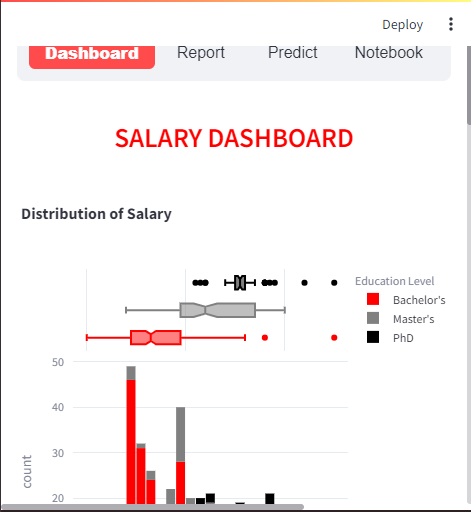 Deploy
Dashboard Report Predict Notebook
SALARY DASHBOARD
Distribution of Salary
Education Level
Bachelor's
Master's
PhD
50
40
30
20
count